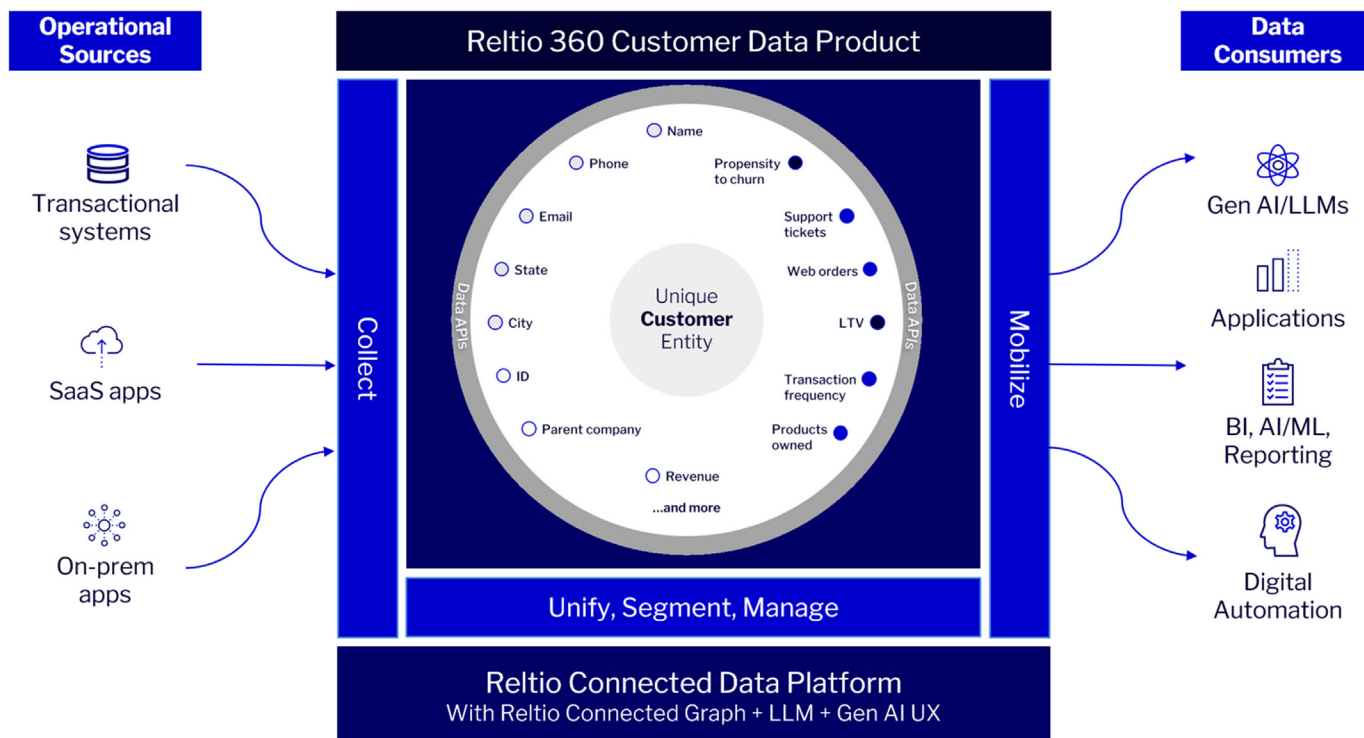 Operational
Sources
Reltio 360 Customer Data Product
Data
Consumers
Transactional
systems
SaaS apps
On-prem
apps
Collect
Data APIs
Name
Phone
Email
State
City
ID
Parent company
Revenue
...and more
Unique
Customer
Entity
Propensity
to churn
Support
tickets
Web orders
LTV
Transaction
frequency
Products
owned
Data APIs
Mobilize
Gen AI/LLMs
Applications
BI, AI/ML,
Reporting
Digital
Automation
Unify, Segment, Manage
Reltio Connected Data Platform
With Reltio Connected Graph + LLM + Gen AI UX